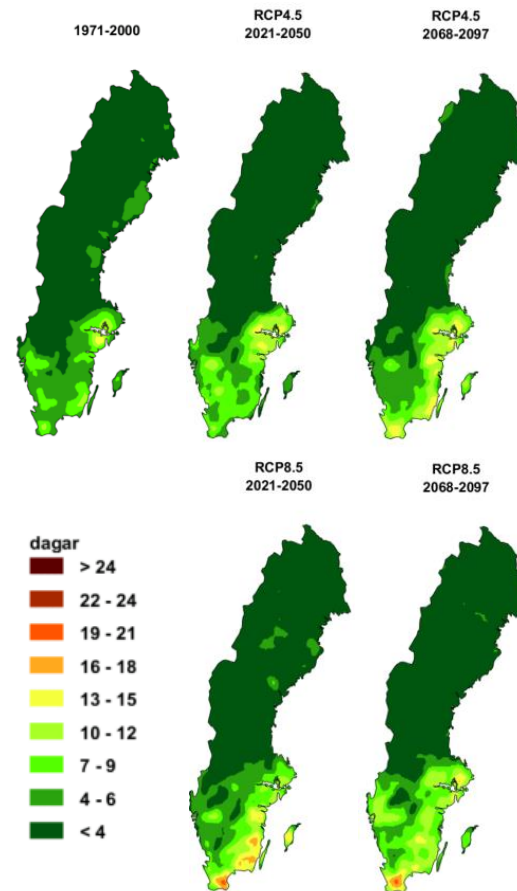 1971-2000
RCP4.5
2021-2050
RCP4.5
2068-2097
RCP8.5
2021-2050
RCP8.5
2068-2097
dagar
> 24
22 - 24
19 - 21
16 - 18
13 - 15
10 - 12
7 - 9
4 - 6
< 4